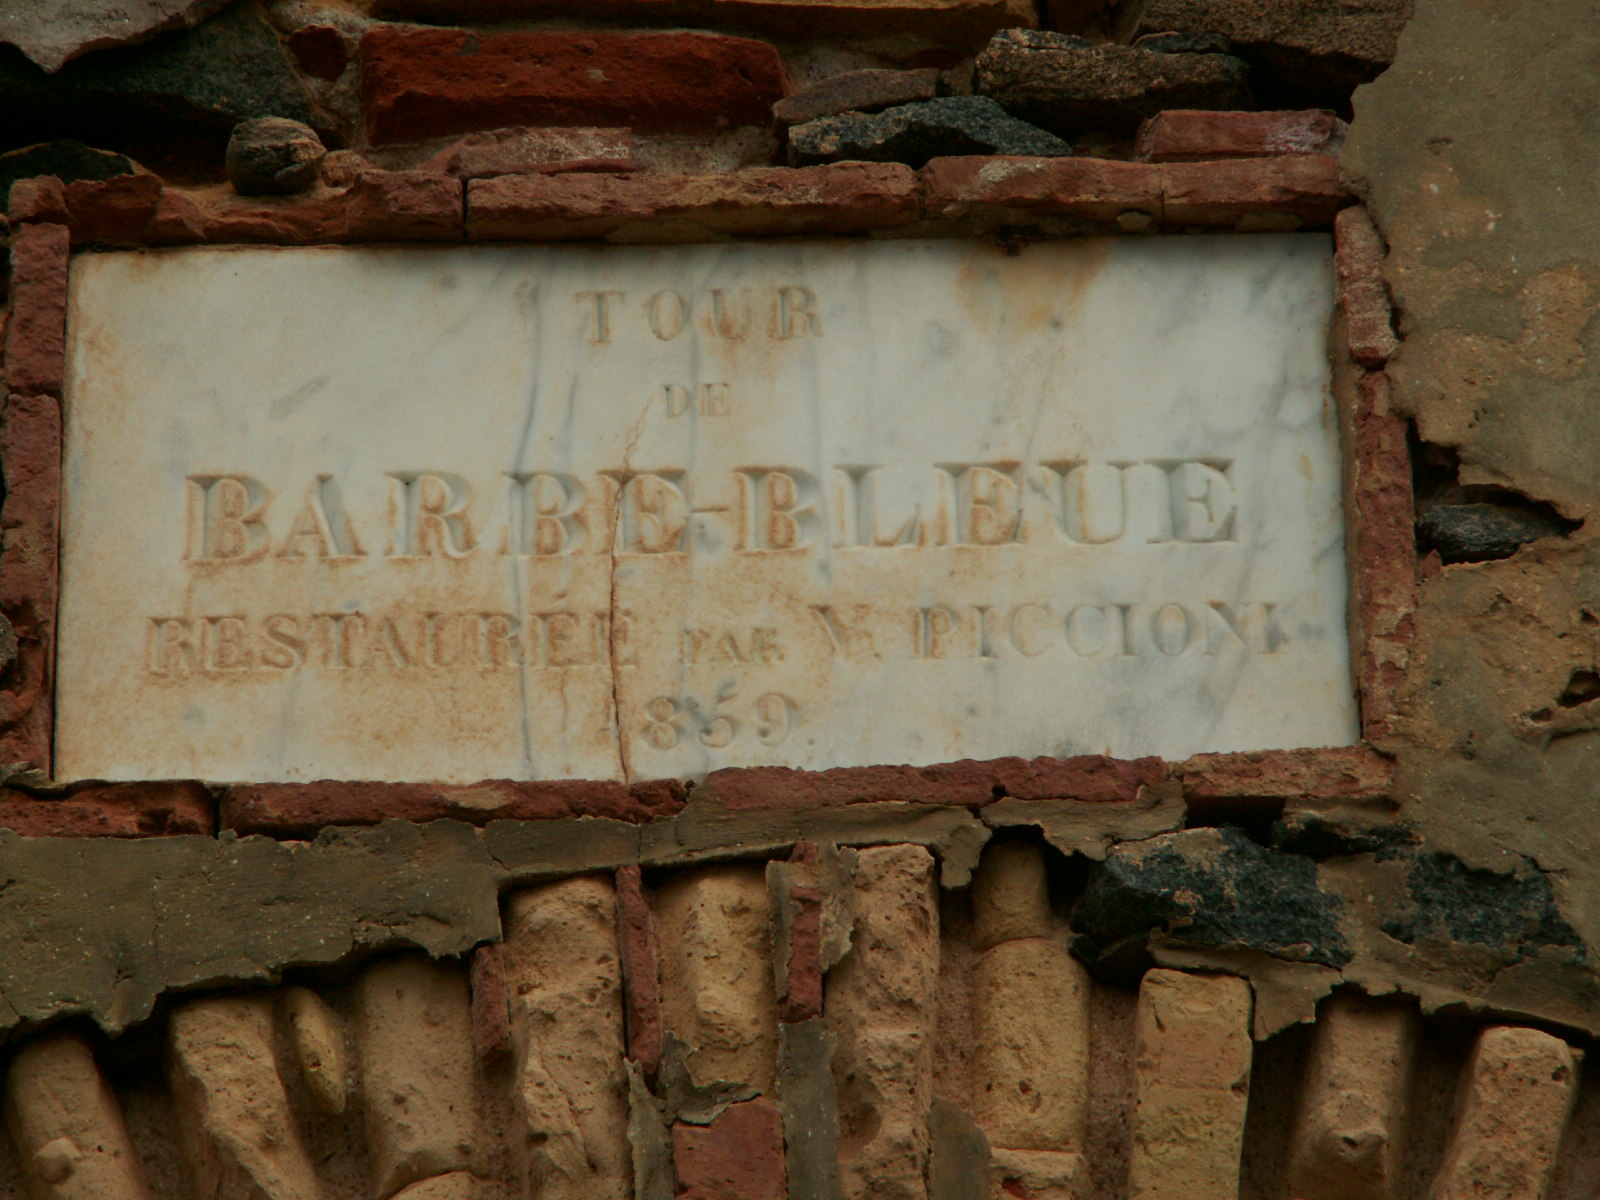 TOUR
DE
BARBE-BLEUE
RESTAURÉE PAR V. PICCIONI.
859.